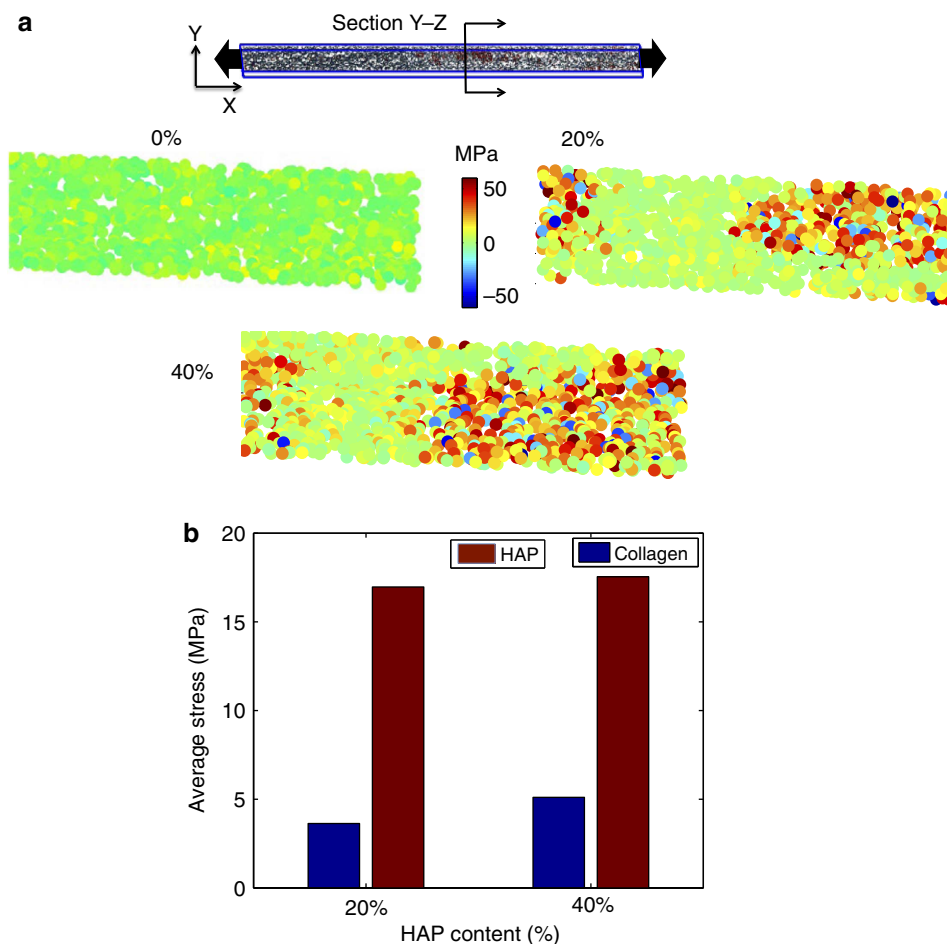 a
Section Y–Z
Y
X
0%
MPa
20%
50
0
–50
40%
b
20
HAP
Collagen
15
Average stress (MPa)
10
5
0
20%
40%
HAP content (%)